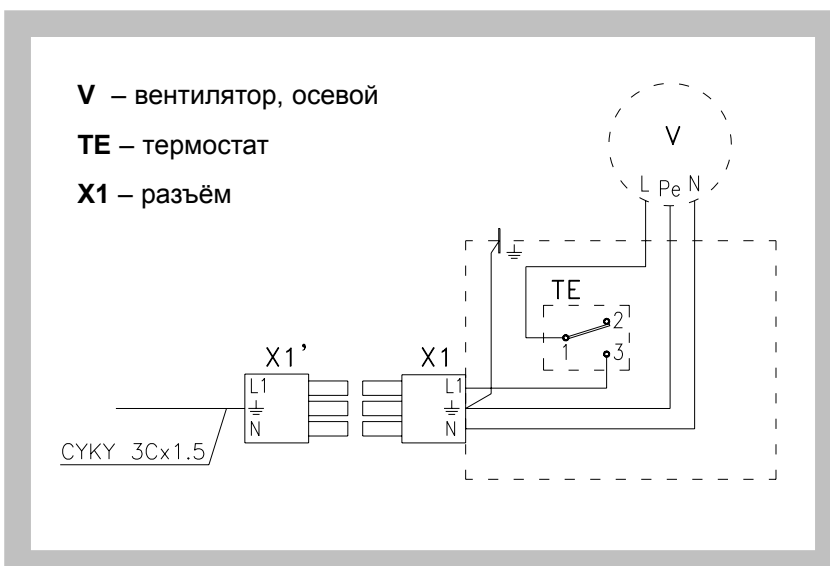 V – вентилятор, осевой
TE – термостат
X1 – разъём
V
L Pe N
TE
2
1
3
X1’ X1
L1 L1
N N
CYKY 3Cx1.5